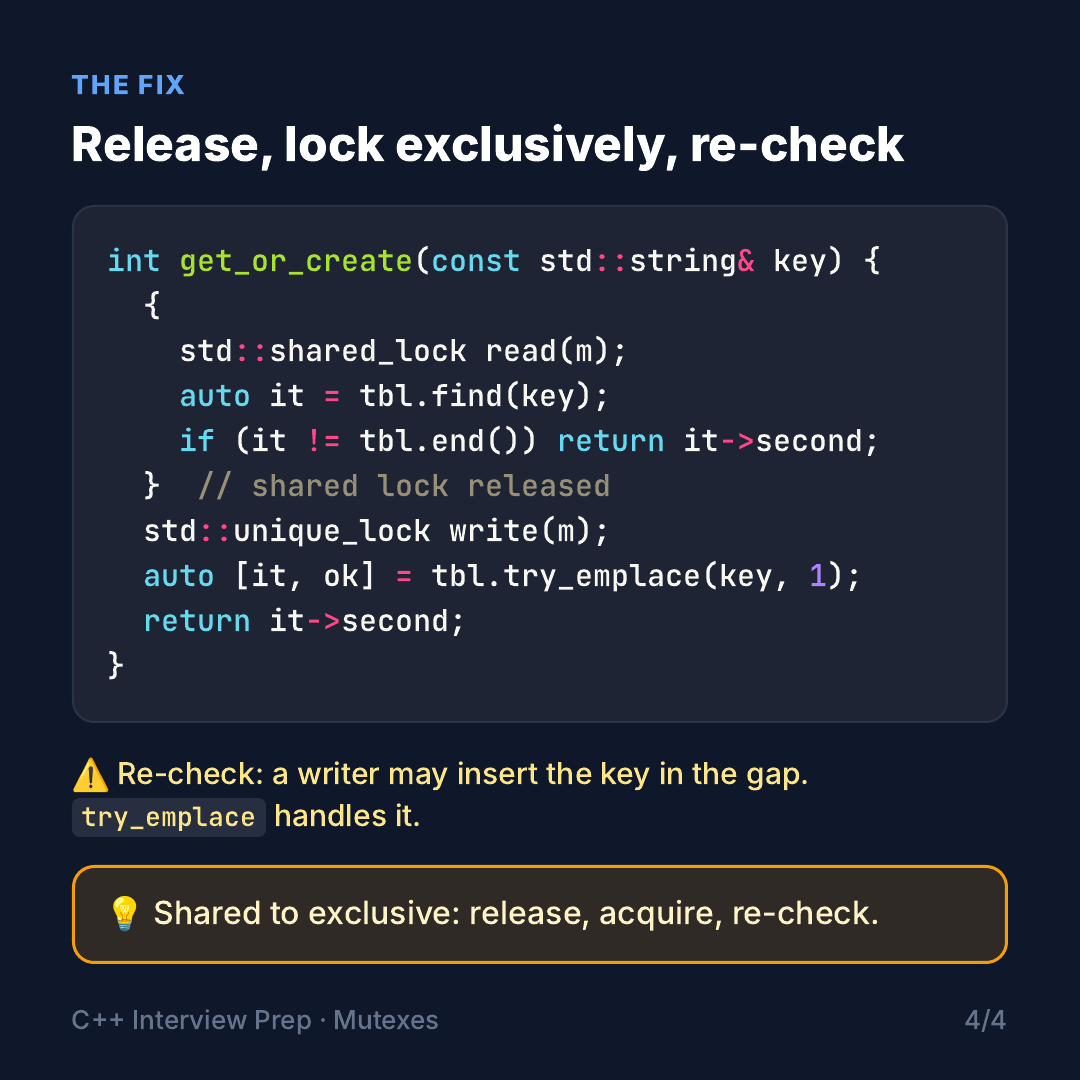 THE FIX
Release, lock exclusively, re-check
int get_or_create(const std::string& key) {
  {
    std::shared_lock read(m);
    auto it = tbl.find(key);
    if (it != tbl.end()) return it->second;
  }  // shared lock released
  std::unique_lock write(m);
  auto [it, ok] = tbl.try_emplace(key, 1);
  return it->second;
}
⚠️ Re-check: a writer may insert the key in the gap.
try_emplace handles it.
💡 Shared to exclusive: release, acquire, re-check.
C++ Interview Prep · Mutexes
4/4